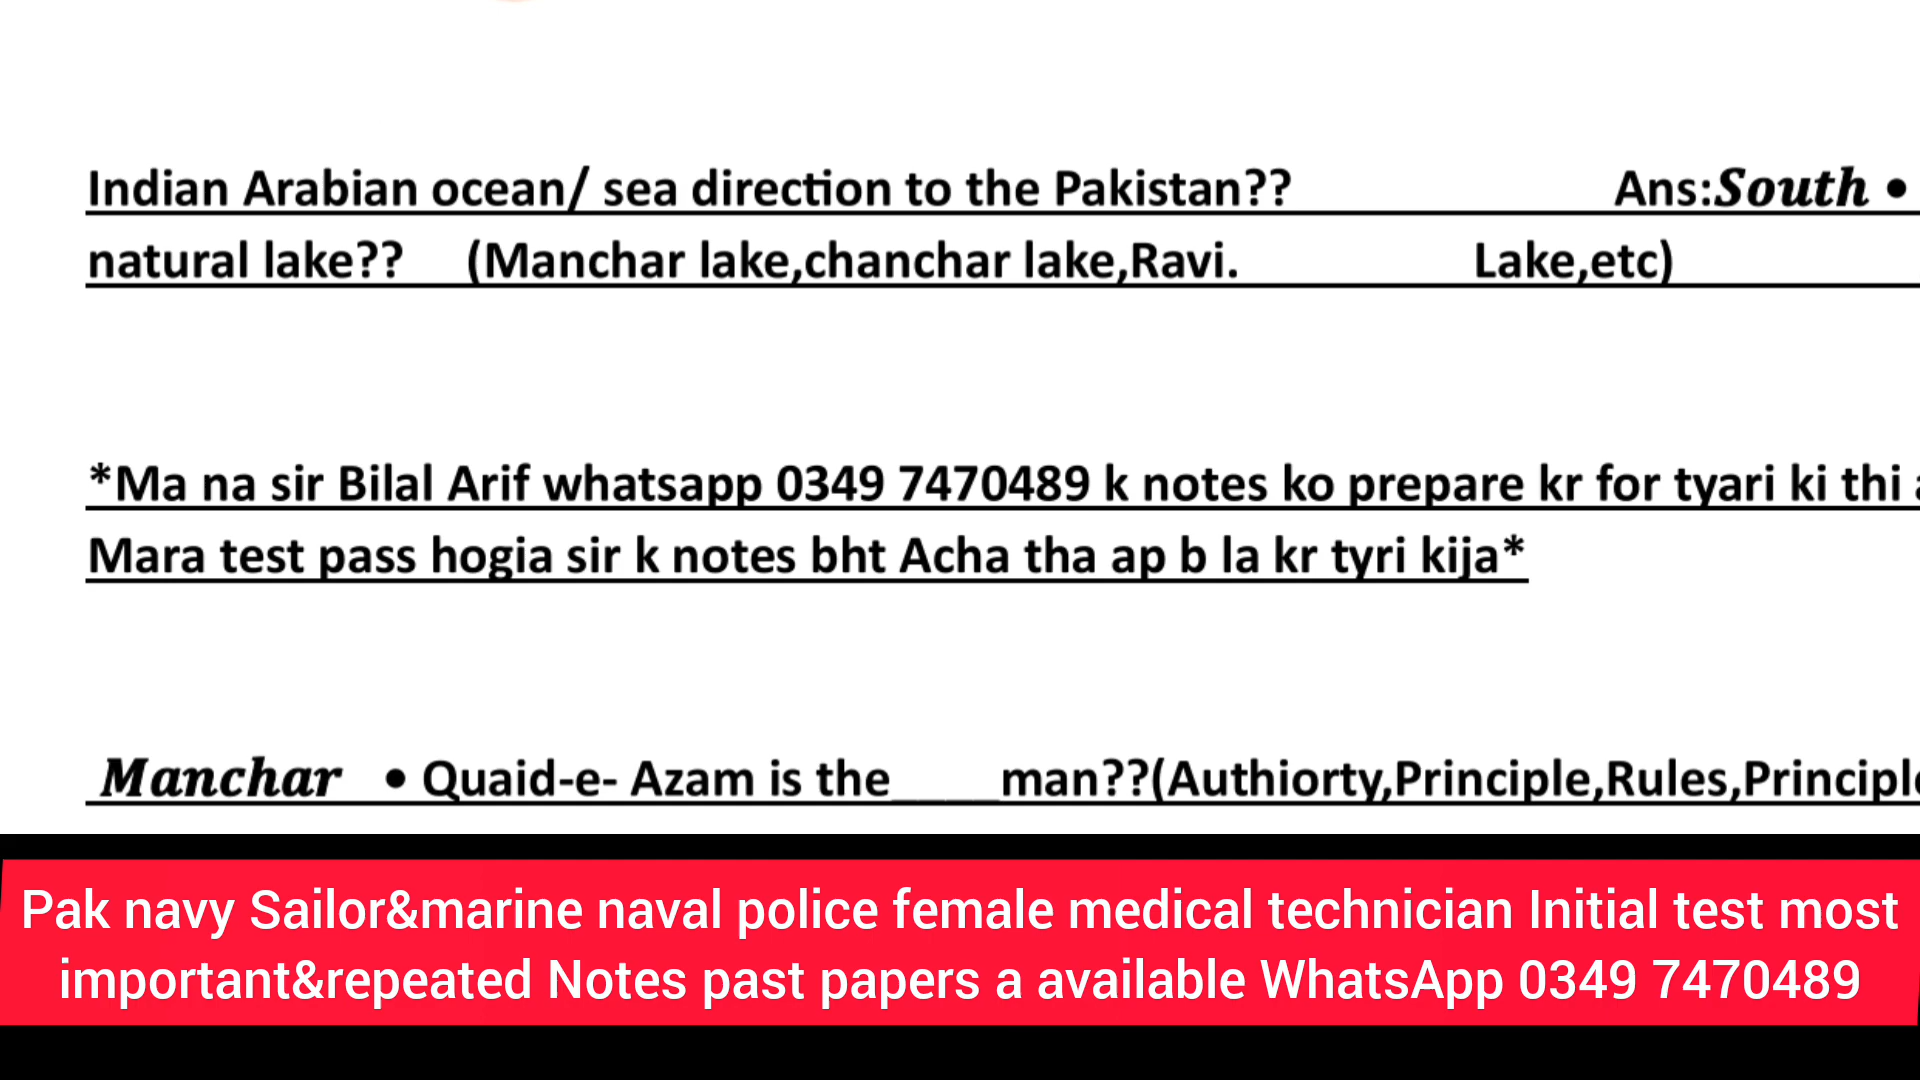 Indian Arabian ocean/ sea direction to the Pakistan?? Ans:South •
natural lake?? (Manchar lake,chanchar lake,Ravi. Lake,etc)
*Ma na sir Bilal Arif whatsapp 0349 7470489 k notes ko prepare kr for tyari ki thi
Mara test pass hogia sir k notes bht Acha tha ap b la kr tyri kija*
Manchar • Quaid-e- Azam is the____man??(Authiorty,Principle,Rules,Principl
Pak navy Sailor&marine naval police female medical technician Initial test most
important&repeated Notes past papers a available WhatsApp 0349 7470489